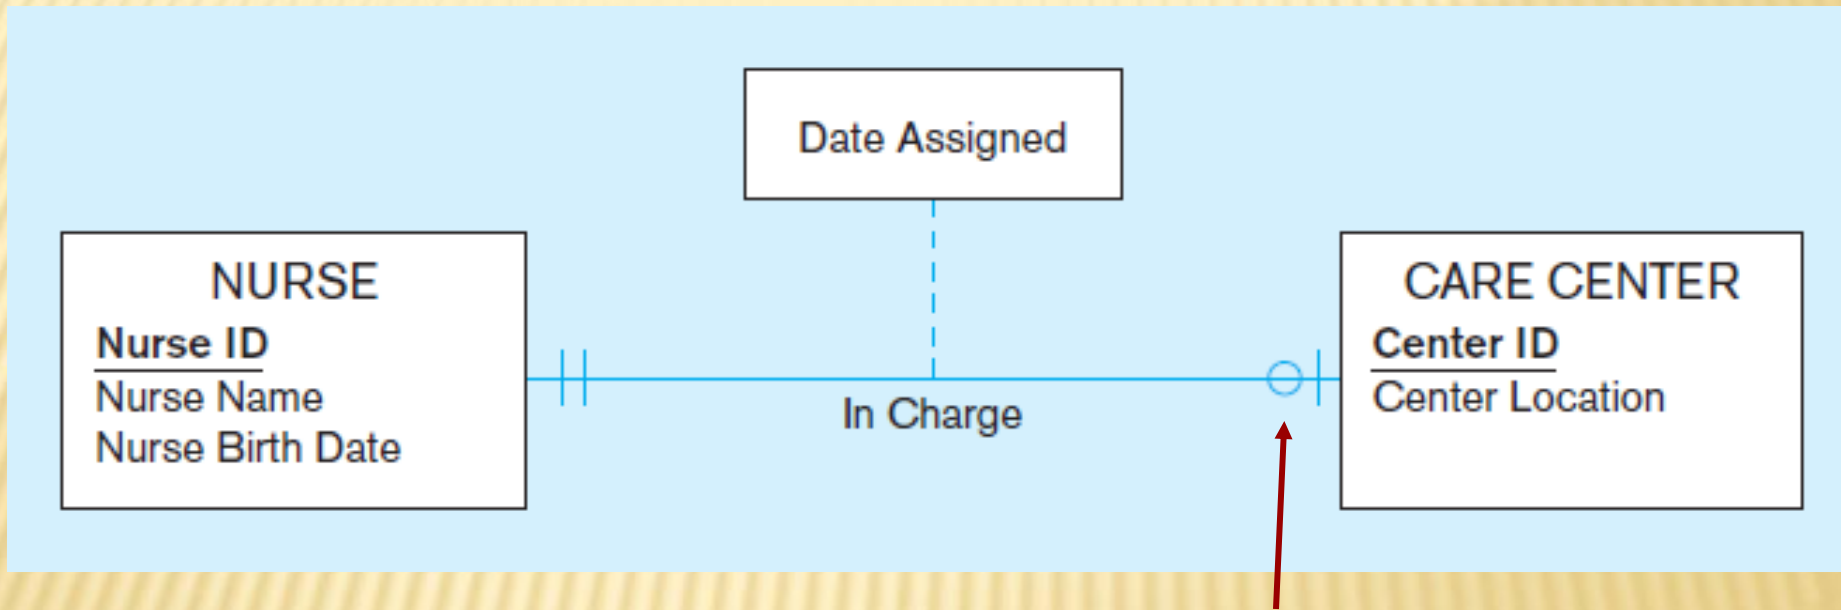 Date Assigned
NURSE
Nurse ID
Nurse Name
Nurse Birth Date
In Charge
CARE CENTER
Center ID
Center Location